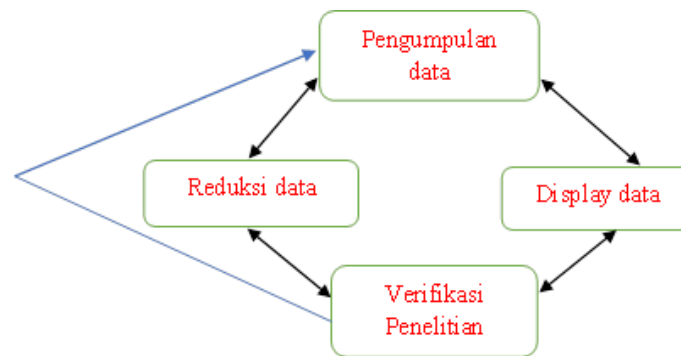 Pengumpulan
data
Reduksi data
Display data
Verifikasi
Penelitian